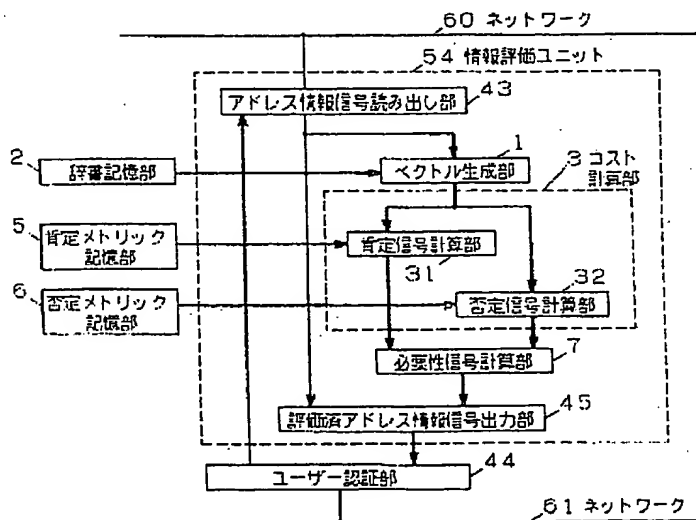 60 ネットワーク
54 情報評価ユニット
アドレス情報信号読み出し部
43
2
辞書記憶部
1
ベクトル生成部
3 コスト
計算部
5
肯定メトリック
記憶部
肯定信号計算部
31
6
否定メトリック
記憶部
32
否定信号計算部
必要性信号計算部
7
評価済アドレス情報信号出力部
45
ユーザー認証部
44
61 ネットワーク